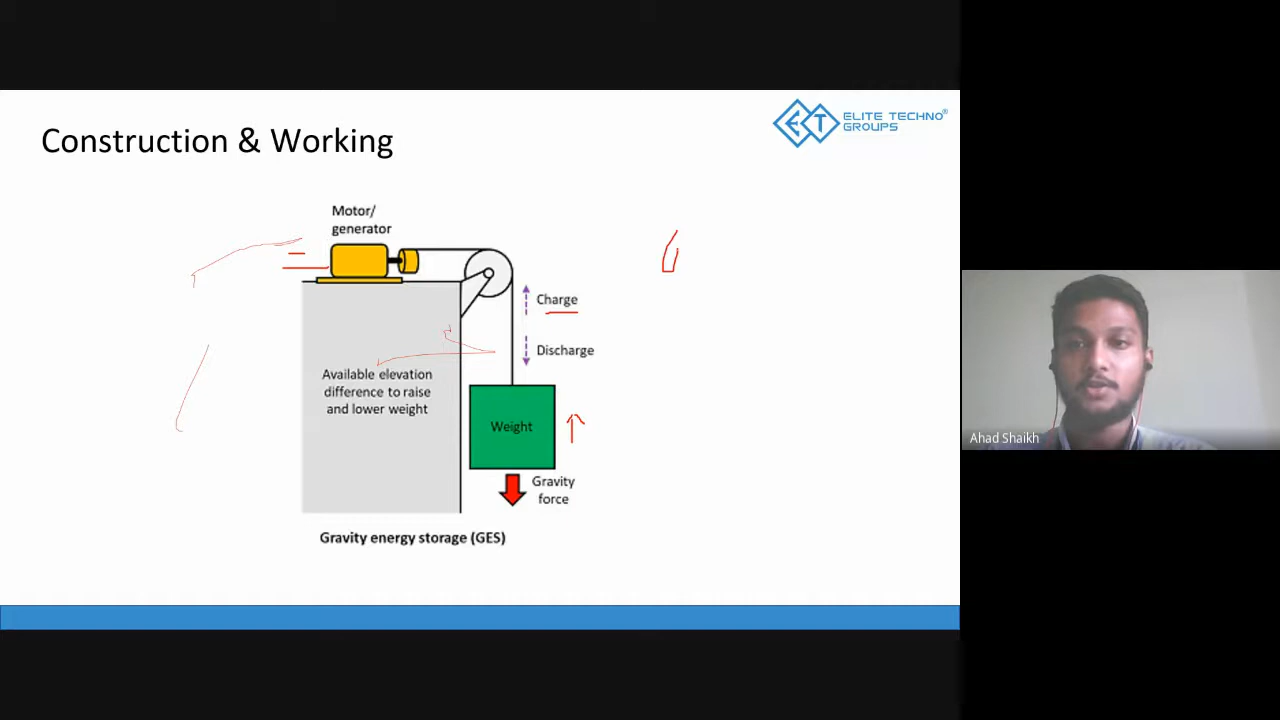 Construction & Working
ELITE TECHNO®
GROUPS
ET
Motor/
generator
Charge
Discharge
Available elevation
difference to raise
and lower weight
Weight
Gravity
force
Gravity energy storage (GES)
Ahad Shaikh